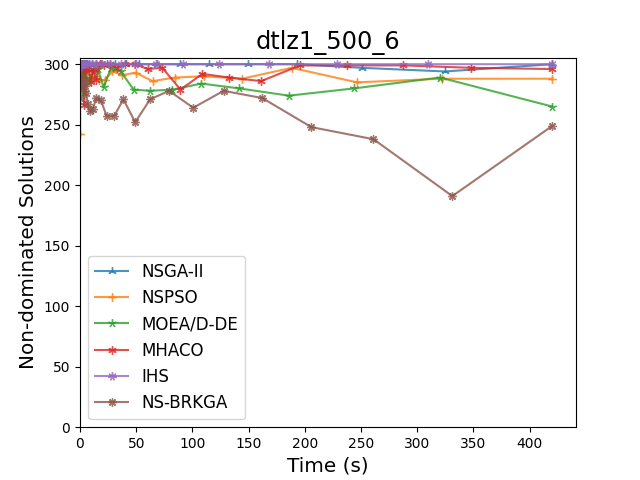 dtlz1_500_6
Non-dominated Solutions
300
250
200
150
100
50
0
NSGA-II
NSPSO
MOEA/D-DE
MHACO
IHS
NS-BRKGA
0 50 100 150 200 250 300 350 400
Time (s)